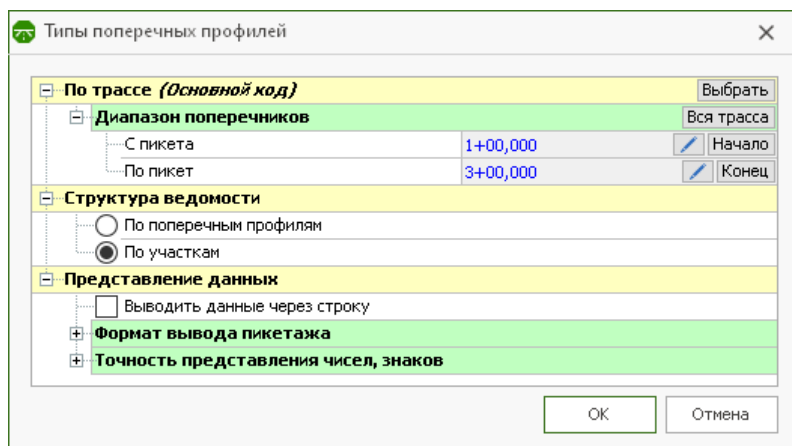 Типы поперечных профилей
По трассе {Основной код} Выбрать
Диапазон поперечников Вся трасса
С пикета 1+00,000 Начало
По пикет 3+00,000 Конец
Структура ведомости
По поперечным профилям
По участкам
Представление данных
Выводить данные через строку
Формат вывода пикетажа
Точность представления чисел, знаков
ОК Отмена